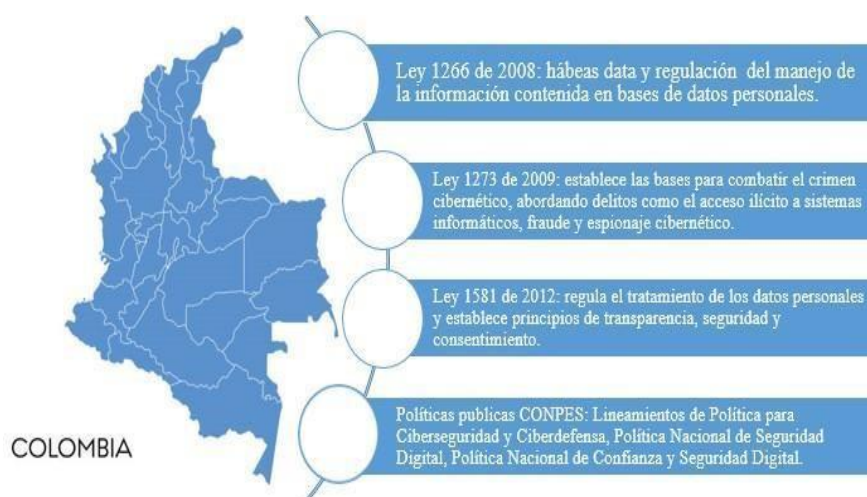 Ley 1266 de 2008: hábeas data y regulación del manejo de
la información contenida en bases de datos personales.
Ley 1273 de 2009: establece las bases para combatir el crimen
cibernético, abordando delitos como el acceso ilícito a sistemas
informáticos, fraude y espionaje cibernético.
Ley 1581 de 2012: regula el tratamiento de los datos personales
y establece principios de transparencia, seguridad y
consentimiento.
Políticas publicas CONPES: Lineamientos de Política para
Ciberseguridad y Ciberdefensa, Política Nacional de Seguridad
Digital, Política Nacional de Confianza y Seguridad Digital.
COLOMBIA